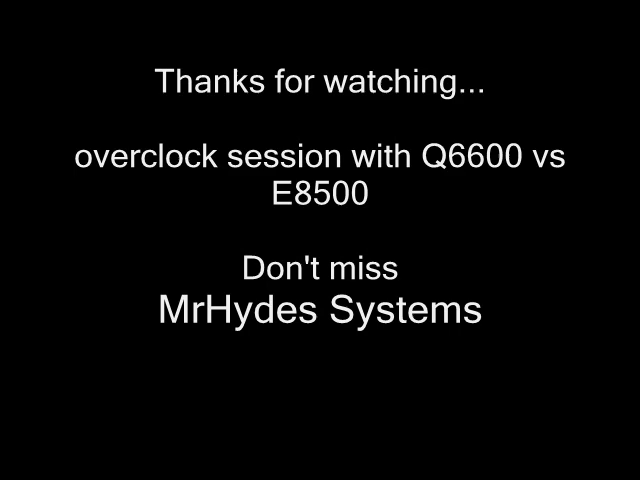 Thanks for watching...
overclock session with Q6600 vs
E8500
Don't miss
MrHydes Systems